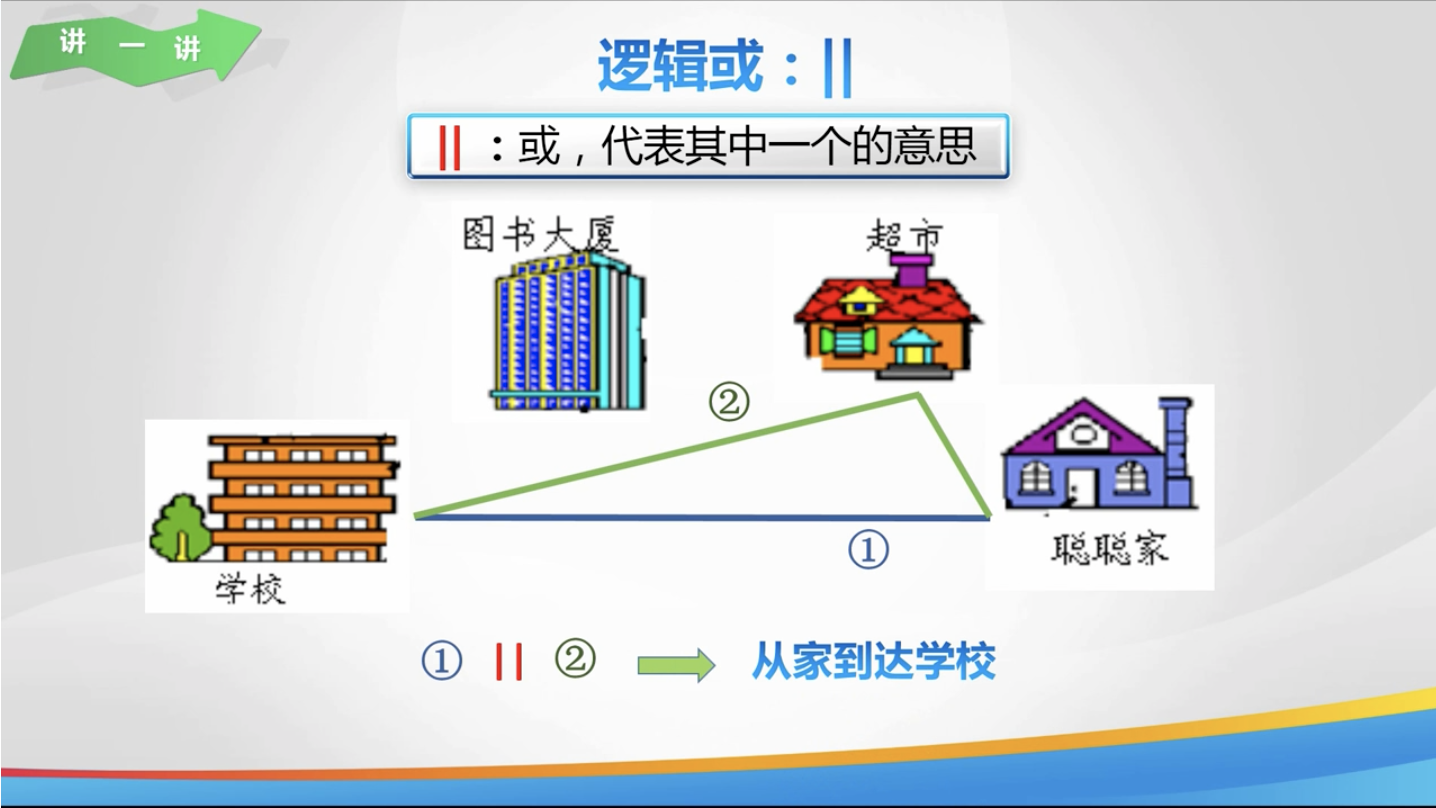 讲一讲
逻辑或：||
||：或，代表其中一个的意思
图书大厦
超市
②
①
聪聪家
学校
① || ② 从家到达学校